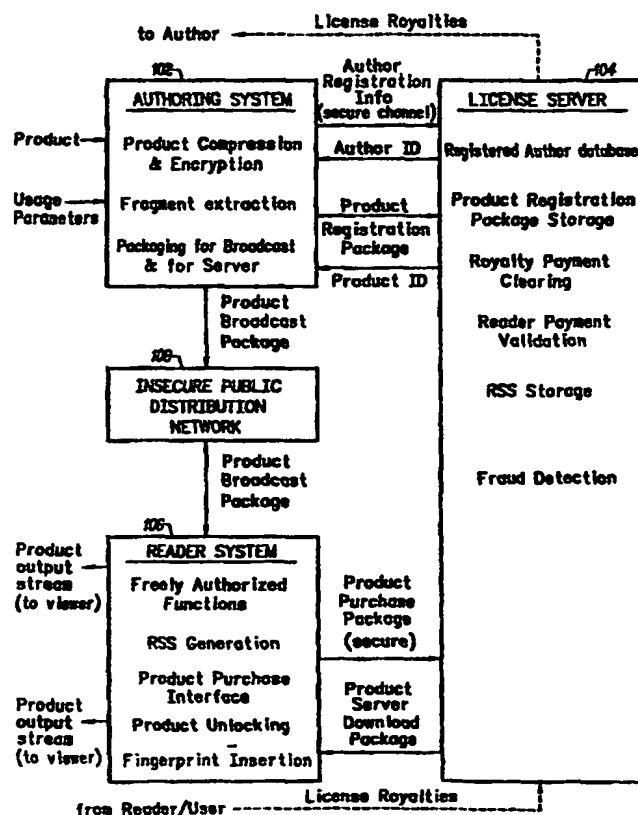 License Royalties
to Author
102
AUTHORING SYSTEM
Product Compression
& Encryption
Fragment extraction
Packaging for Broadcast
& for Server
Product
Usage
Parameters
Author
Registration
Info
(secure channel)
Author ID
Product
Registration
Package
Product ID
104
LICENSE SERVER
Registered Author database
Product Registration
Package Storage
Royalty Payment
Clearing
Reader Payment
Validation
RSS Storage
Fraud Detection
Product
Broadcast
Package
108
INSECURE PUBLIC
DISTRIBUTION
NETWORK
Product
Broadcast
Package
106
READER SYSTEM
Freely Authorized
Functions
RSS Generation
Product Purchase
Interface
Product Unlocking
Fingerprint Insertion
Product
output
stream
(to viewer)
Product
output
stream
(to viewer)
Product
Purchase
Package
(secure)
Product
Server
Download
Package
License Royalties
from Reader/User